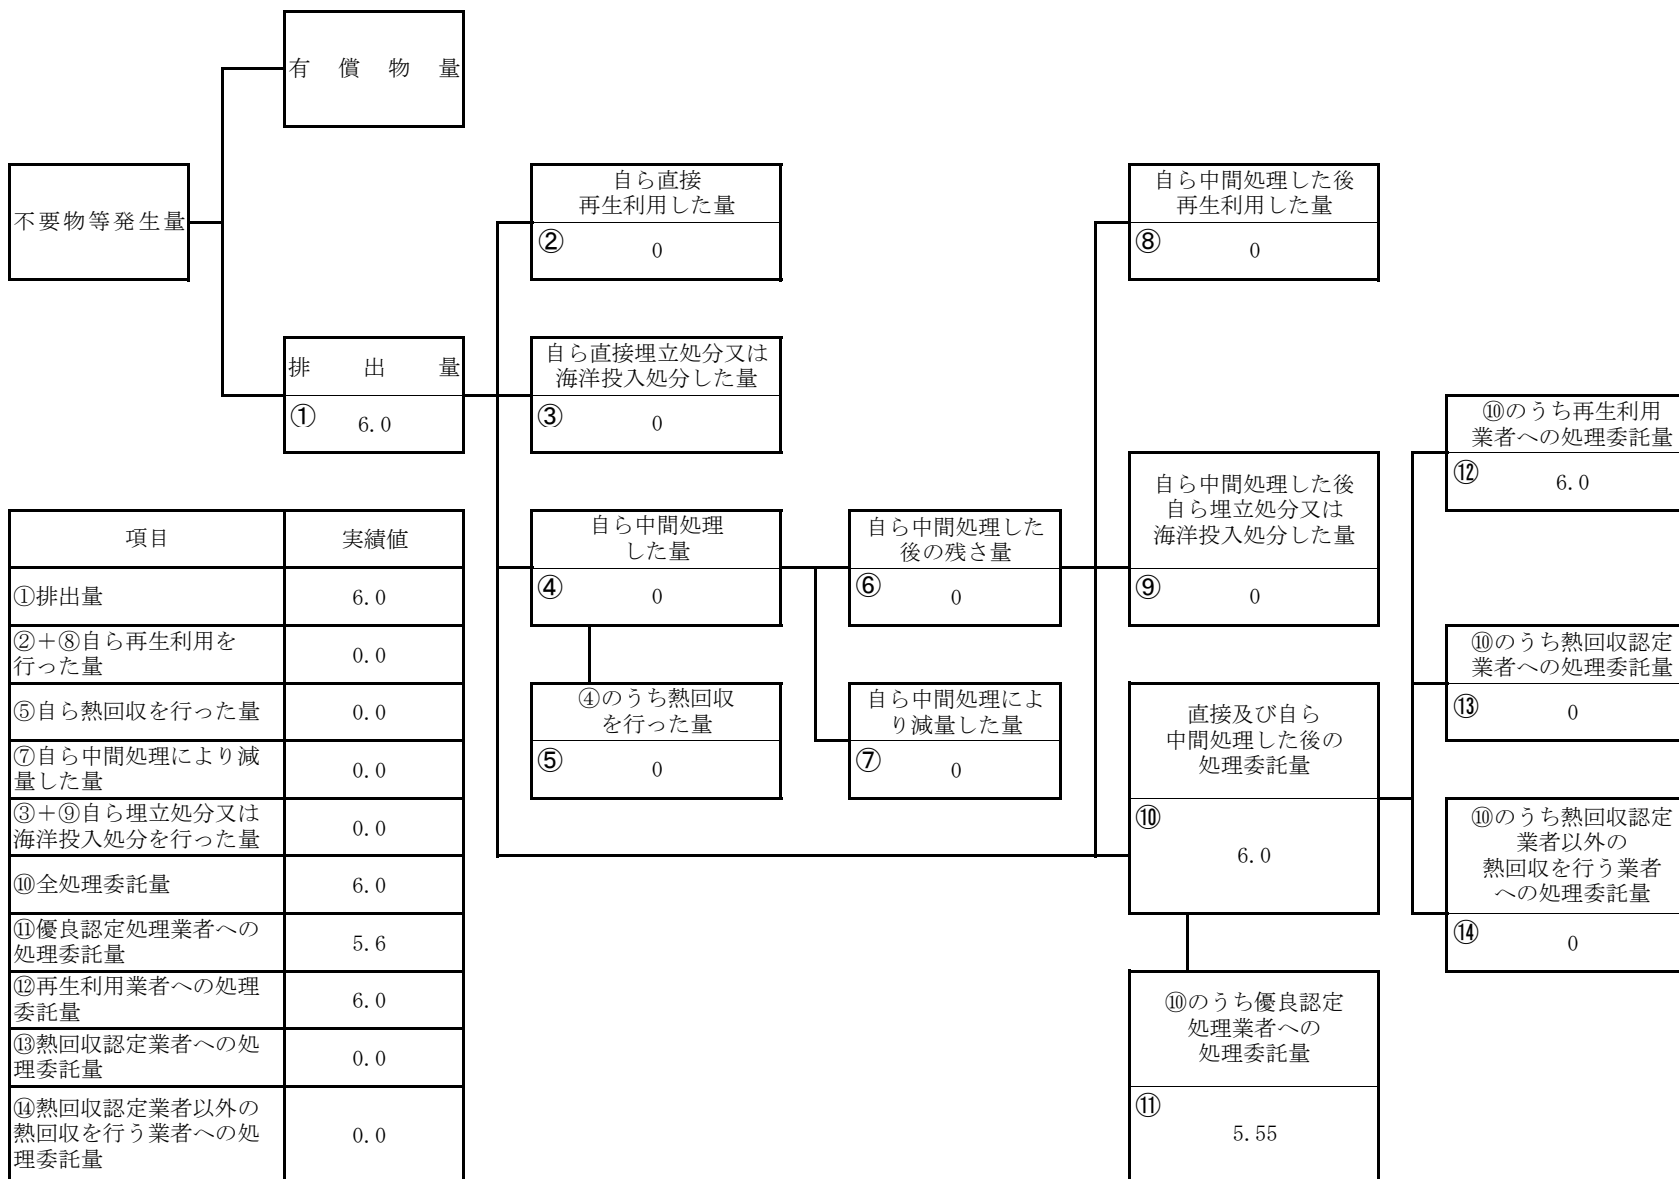 有償物量
不要物等発生量
排出量
① 6.0
自ら直接
再生利用した量
② 0
自ら直接埋立処分又は
海洋投入処分した量
③ 0
自ら中間処理
した量
④ 0
④のうち熱回収
を行った量
⑤ 0
自ら中間処理した
後の残さ量
⑥ 0
自ら中間処理によ
り減量した量
⑦ 0
自ら中間処理した後
再生利用した量
⑧ 0
自ら中間処理した後
自ら埋立処分又は
海洋投入処分した量
⑨ 0
直接及び自ら
中間処理した後の
処理委託量
⑩
6.0
⑩のうち優良認定
処理業者への
処理委託量
⑪
5.55
⑩のうち再生利用
業者への処理委託量
⑫ 6.0
⑩のうち熱回収認定
業者への処理委託量
⑬ 0
⑩のうち熱回収認定
業者以外の
熱回収を行う業者
への処理委託量
⑭ 0
項目 実績値
①排出量 6.0
②+⑧自ら再生利用を
行った量 0.0
⑤自ら熱回収を行った量 0.0
⑦自ら中間処理により減
量した量 0.0
③+⑨自ら埋立処分又は
海洋投入処分を行った量 0.0
⑩全処理委託量 6.0
⑪優良認定処理業者への
処理委託量 5.6
⑫再生利用業者への処理
委託量 6.0
⑬熱回収認定業者への処
理委託量 0.0
⑭熱回収認定業者以外の
熱回収を行う業者への処
理委託量 0.0